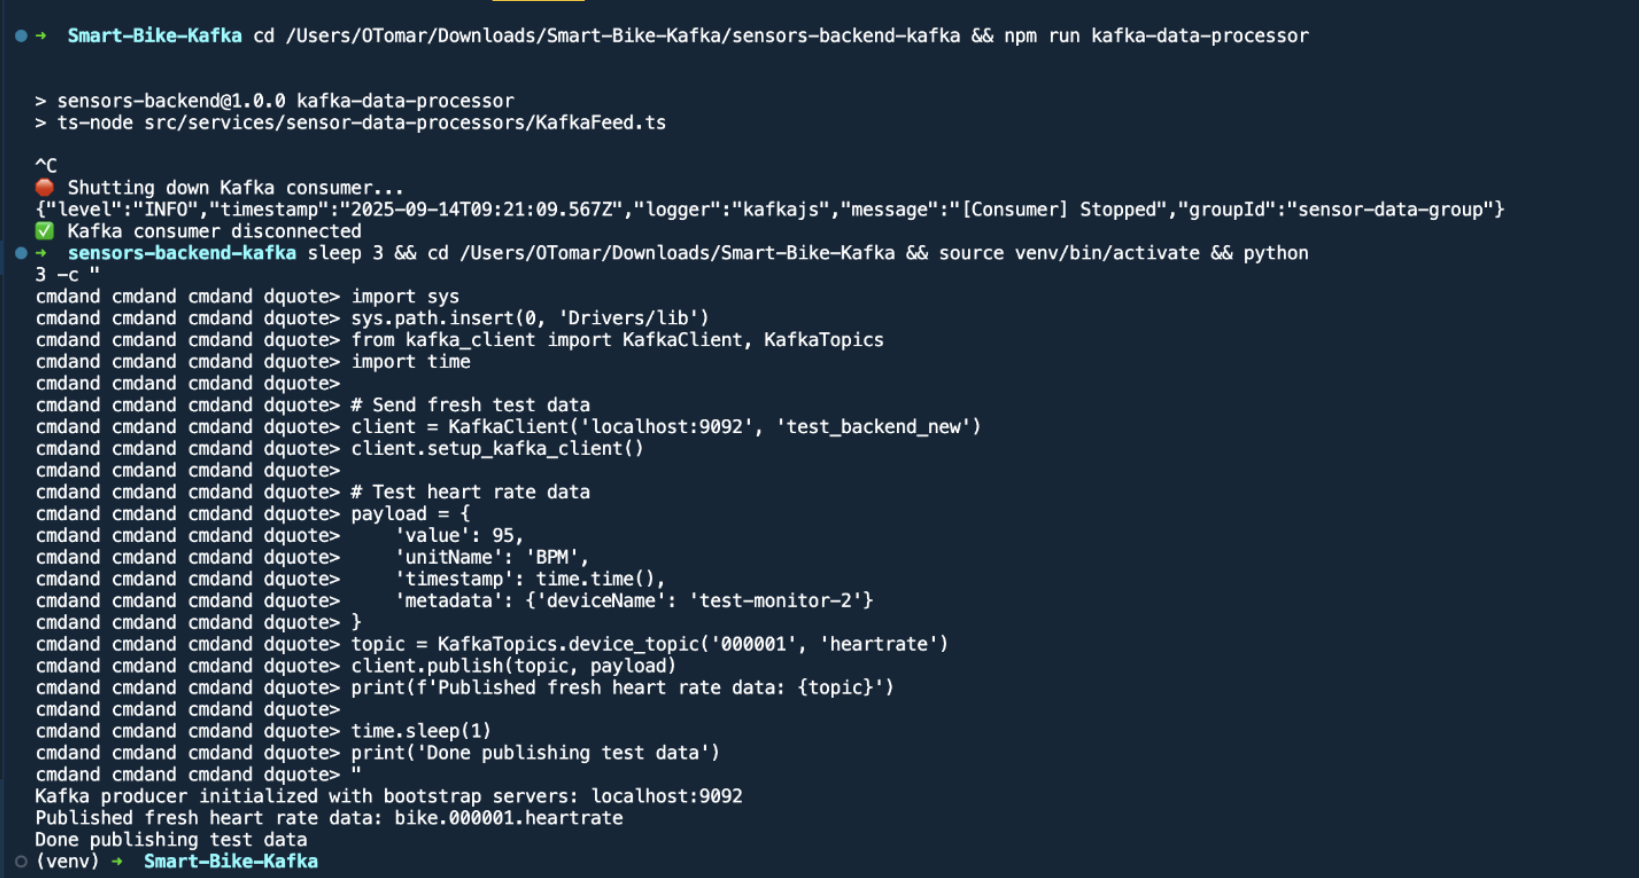 → Smart-Bike-Kafka cd /Users/OTomar/Downloads/Smart-Bike-Kafka/sensors-backend-kafka && npm run kafka-data-processor
> sensors-backend@1.0.0 kafka-data-processor
> ts-node src/services/sensor-data-processors/KafkaFeed.ts
^C
🛑 Shutting down Kafka consumer...
{"level":"INFO","timestamp":"2025-09-14T09:21:09.567Z","logger":"kafkajs","message":"[Consumer] Stopped","groupId":"sensor-data-group"}
✅ Kafka consumer disconnected
→ sensors-backend-kafka sleep 3 && cd /Users/OTomar/Downloads/Smart-Bike-Kafka && source venv/bin/activate && python
3 -c "
cmdand cmdand cmdand dquote> import sys
cmdand cmdand cmdand dquote> sys.path.insert(0, 'Drivers/lib')
cmdand cmdand cmdand dquote> from kafka_client import KafkaClient, KafkaTopics
cmdand cmdand cmdand dquote> import time
cmdand cmdand cmdand dquote>
cmdand cmdand cmdand dquote> # Send fresh test data
cmdand cmdand cmdand dquote> client = KafkaClient('localhost:9092', 'test_backend_new')
cmdand cmdand cmdand dquote> client.setup_kafka_client()
cmdand cmdand cmdand dquote>
cmdand cmdand cmdand dquote> # Test heart rate data
cmdand cmdand cmdand dquote> payload = {
cmdand cmdand cmdand dquote>     'value': 95,
cmdand cmdand cmdand dquote>     'unitName': 'BPM',
cmdand cmdand cmdand dquote>     'timestamp': time.time(),
cmdand cmdand cmdand dquote>     'metadata': {'deviceName': 'test-monitor-2'}
cmdand cmdand cmdand dquote> }
cmdand cmdand cmdand dquote> topic = KafkaTopics.device_topic('000001', 'heartrate')
cmdand cmdand cmdand dquote> client.publish(topic, payload)
cmdand cmdand cmdand dquote> print(f'Published fresh heart rate data: {topic}')
cmdand cmdand cmdand dquote>
cmdand cmdand cmdand dquote> time.sleep(1)
cmdand cmdand cmdand dquote> print('Done publishing test data')
cmdand cmdand cmdand dquote> "
Kafka producer initialized with bootstrap servers: localhost:9092
Published fresh heart rate data: bike.000001.heartrate
Done publishing test data
(venv) → Smart-Bike-Kafka